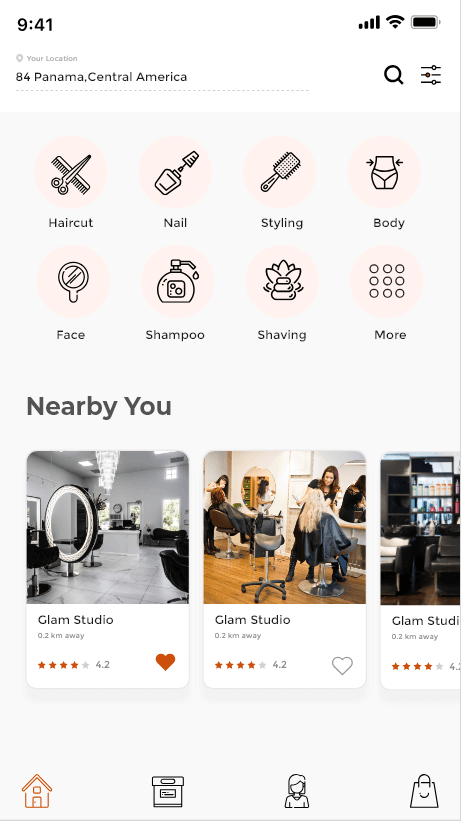 9:41
Your Location
84 Panama,Central America
Haircut
Nail
Styling
Body
Face
Shampoo
Shaving
More
Nearby You
Glam Studio
0.2 km away
4.2
Glam Studio
0.2 km away
4.2
Glam Studi
0.2 km away
4.